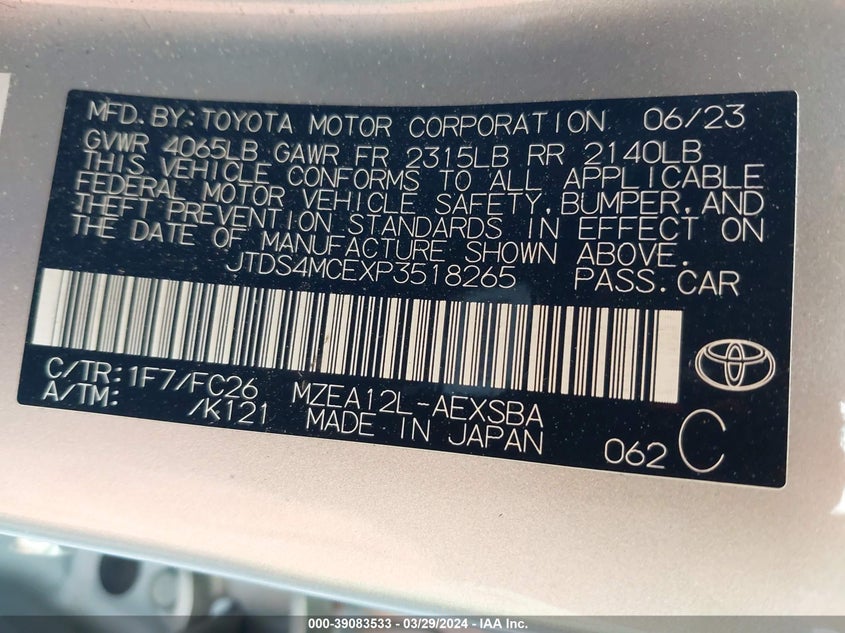 MFD. BY: TOYOTA MOTOR CORPORATION 06/23
GVWR 4065LB GAWR FR 2315LB RR 2140LB
THIS VEHICLE CONFORMS TO ALL APPLICABLE
FEDERAL MOTOR VEHICLE SAFETY, BUMPER, AND
THEFT PREVENTION STANDARDS IN EFFECT ON
THE DATE OF MANUFACTURE SHOWN ABOVE.
JTDS4MCEXP3518265 PASS. CAR
C/TR: 1F7/FC26 MZEA12L-AEXSBA
A/TM: /K121 MADE IN JAPAN
062 C
000-39083533 - 03/29/2024 - IAA Inc.